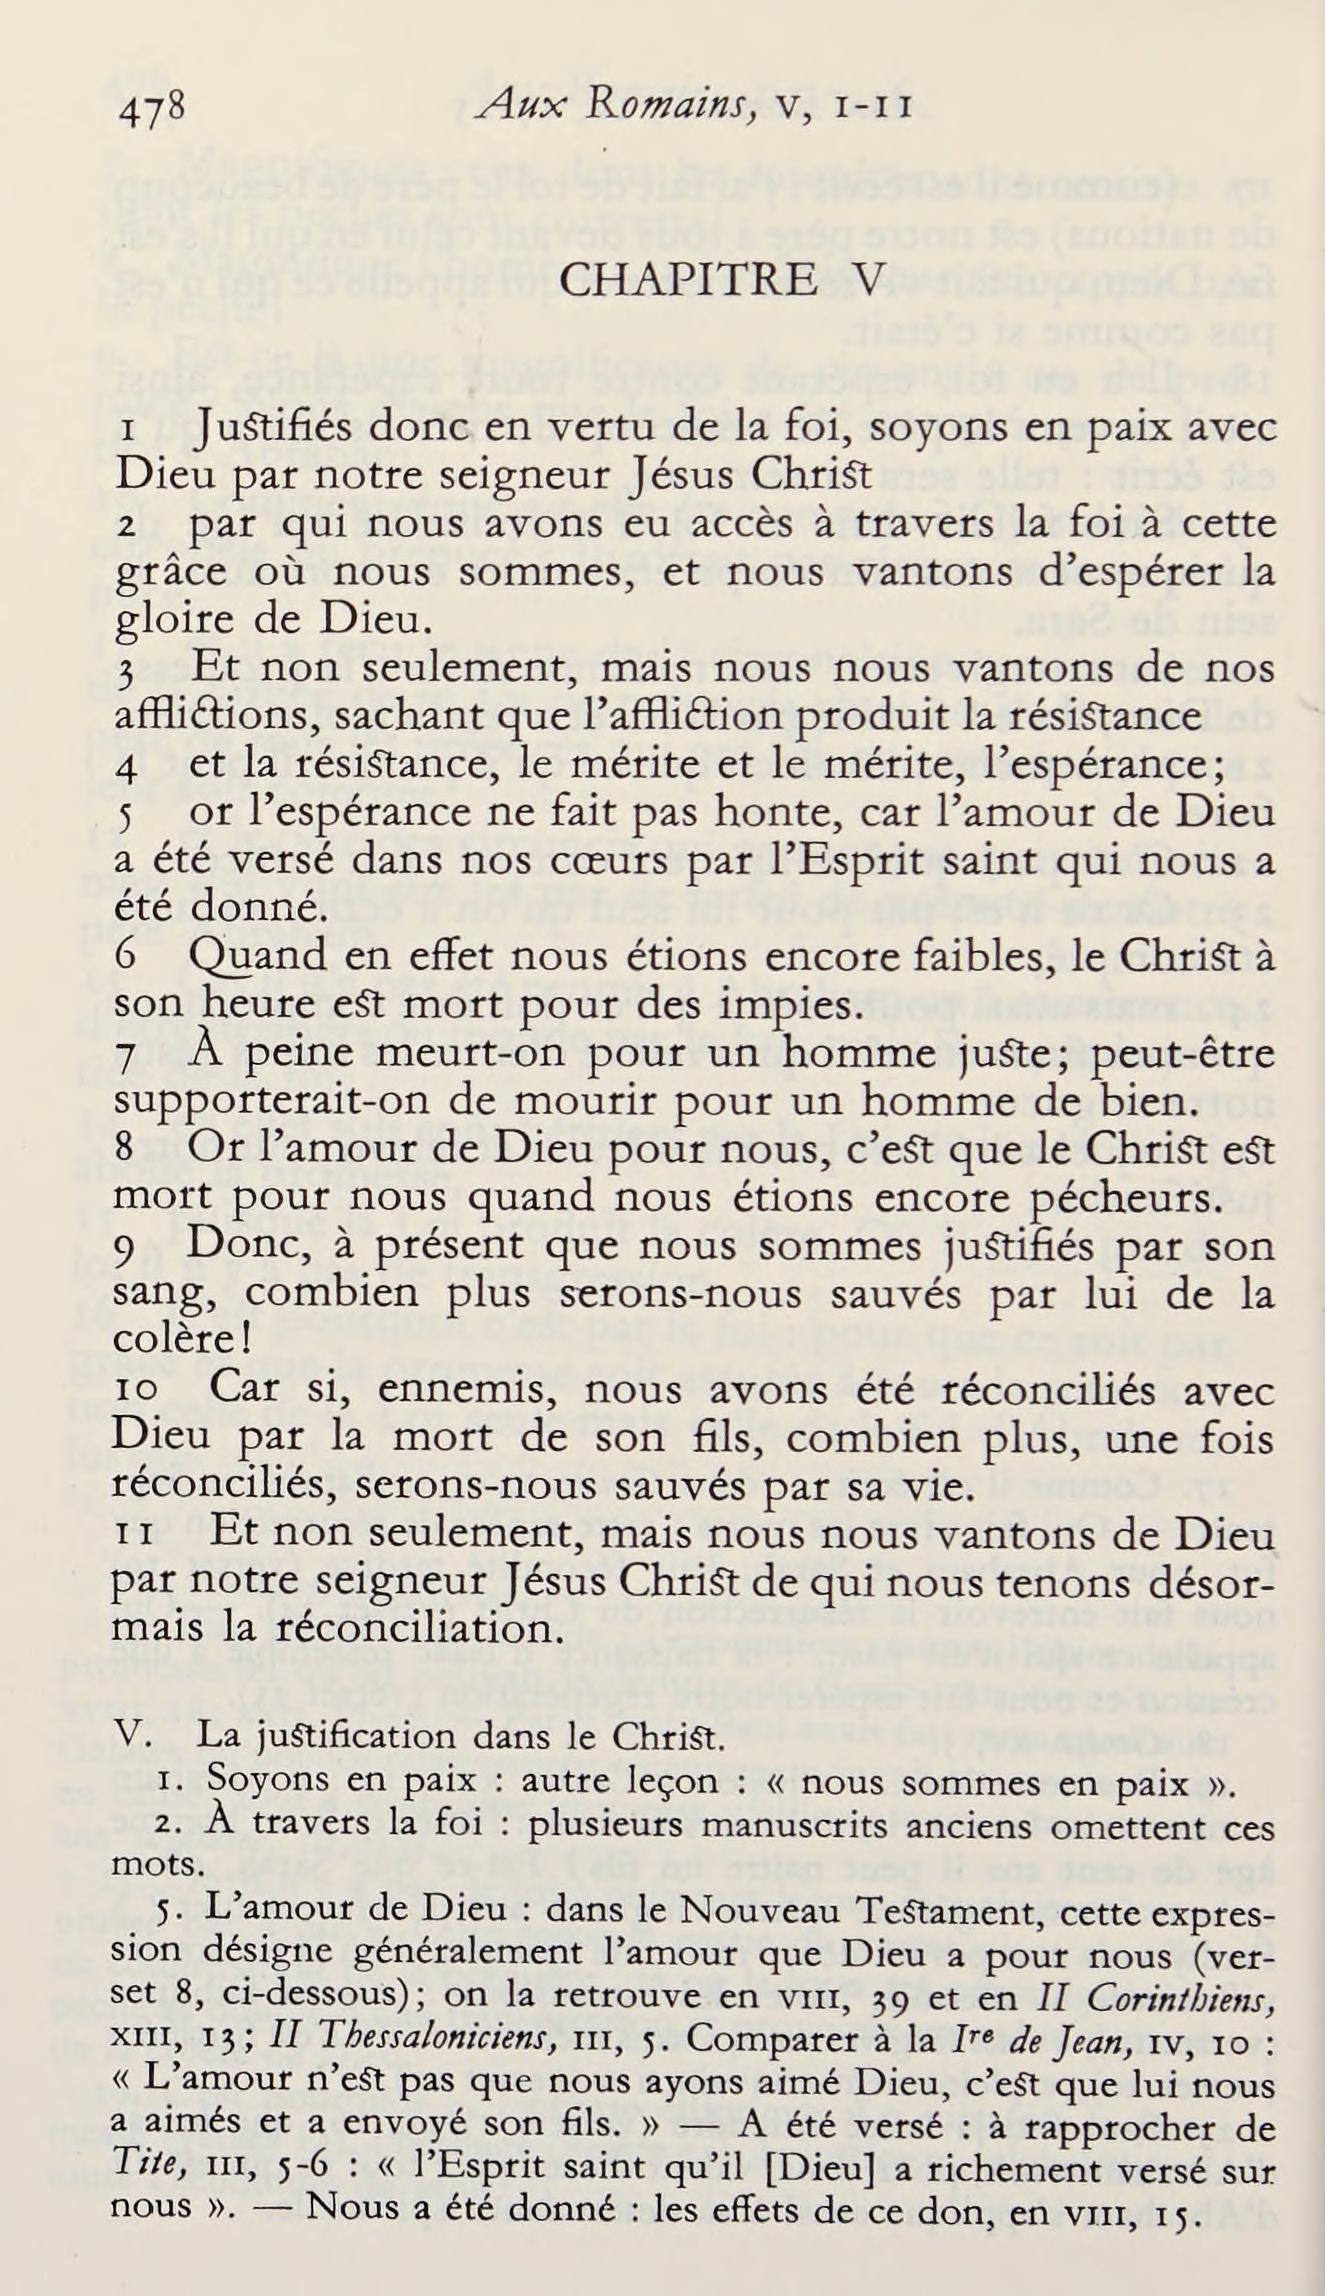 478 Aux Romains, V, 1-11
CHAPITRE V
1 Justifiés donc en vertu de la foi, soyons en paix avec
Dieu par notre seigneur Jésus Christ
2 par qui nous avons eu accès à travers la foi à cette
grâce où nous sommes, et nous vantons d’espérer la
gloire de Dieu.
3 Et non seulement, mais nous nous vantons de nos
afflictions, sachant que l’affliction produit la résistance
4 et la résistance, le mérite et le mérite, l’espérance;
5 or l’espérance ne fait pas honte, car l’amour de Dieu
a été versé dans nos cœurs par l’Esprit saint qui nous a
été donné.
6 Quand en effet nous étions encore faibles, le Christ à
son heure est mort pour des impies.
7 À peine meurt-on pour un homme juste; peut-être
supporterait-on de mourir pour un homme de bien.
8 Or l’amour de Dieu pour nous, c’est que le Christ est
mort pour nous quand nous étions encore pécheurs.
9 Donc, à présent que nous sommes justifiés par son
sang, combien plus serons-nous sauvés par lui de la
colère!
10 Car si, ennemis, nous avons été réconciliés avec
Dieu par la mort de son fils, combien plus, une fois
réconciliés, serons-nous sauvés par sa vie.
11 Et non seulement, mais nous nous vantons de Dieu
par notre seigneur Jésus Christ de qui nous tenons désor-
mais la réconciliation.
V. La justification dans le Christ.
1. Soyons en paix : autre leçon : « nous sommes en paix ».
2. À travers la foi : plusieurs manuscrits anciens omettent ces
mots.
5. L’amour de Dieu : dans le Nouveau Testament, cette expres-
sion désigne généralement l’amour que Dieu a pour nous (ver-
set 8, ci-dessous); on la retrouve en VIII, 39 et en II Corinthiens,
XIII, 13; II Thessaloniciens, III, 5. Comparer à la Iʳᵉ de Jean, IV, 10 :
« L’amour n’est pas que nous ayons aimé Dieu, c’est que lui nous
a aimés et a envoyé son fils. » — A été versé : à rapprocher de
Tite, III, 5-6 : « l’Esprit saint qu’il [Dieu] a richement versé sur
nous ». — Nous a été donné : les effets de ce don, en VIII, 15.